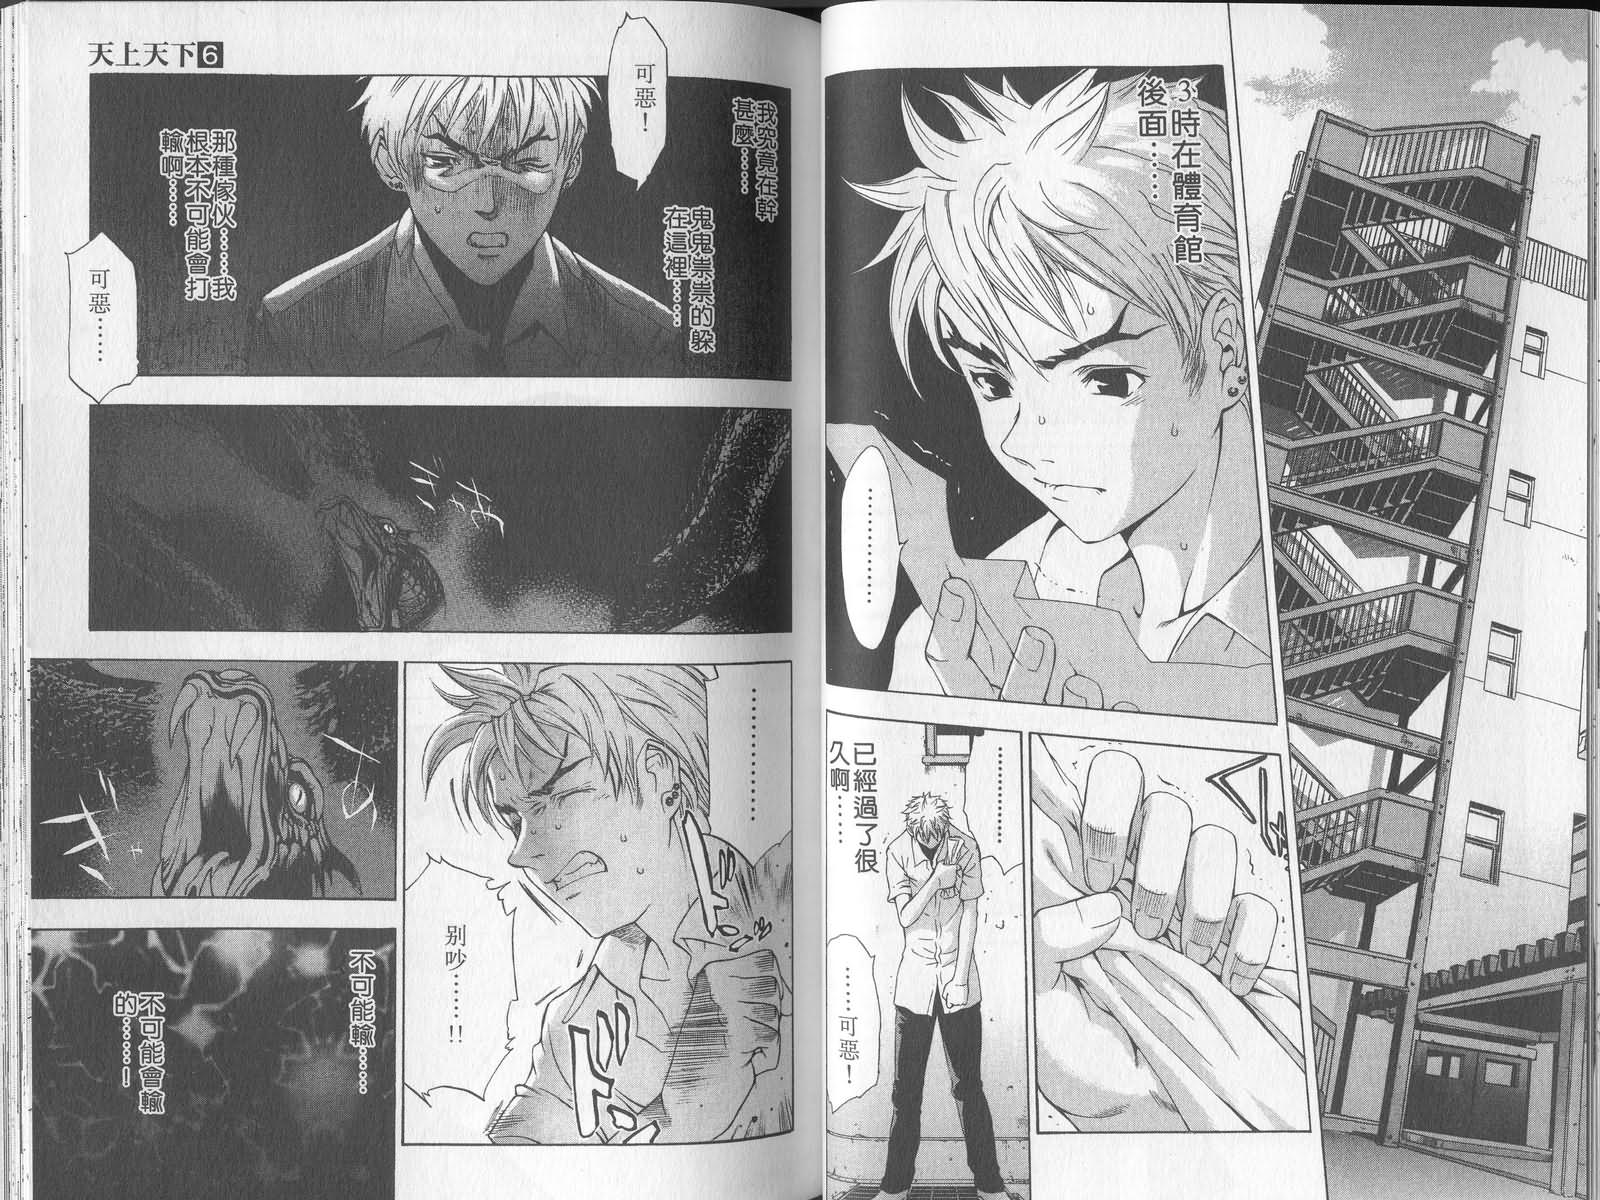 3時在體育館
後面……
…………
…………
已經過了很
久啊……
……可惡！
天上天下6
可惡！
我究竟在幹
甚麼……
鬼鬼祟祟的躲
在這裡……
那種傢伙……我
根本不可能會打
輸啊……
可惡……
…………
別吵……!!
不可能輸……
不可能會輸
的……！